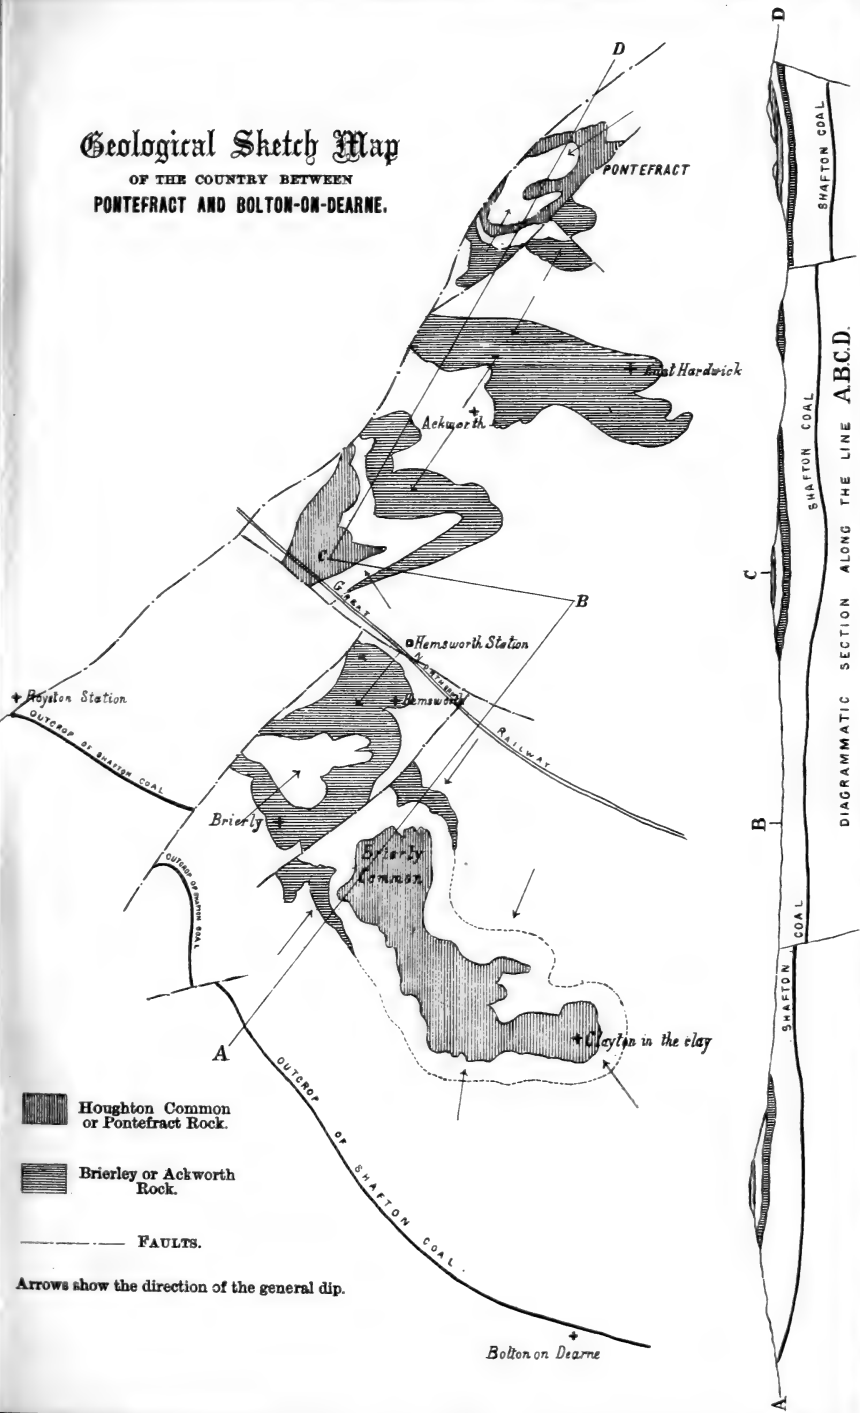 Geological Sketch Map
OF THE COUNTRY BETWEEN
PONTEFRACT AND BOLTON-ON-DEARNE.
D
PONTEFRACT
East Hardwick
Ackworth
C
B
GREAT
NORTHERN
RAILWAY
Hemsworth Station
Hemsworth
Royston Station
OUTCROP OF SHAFTON COAL
Brierly
Brierly
Common
OUTCROP OF SHAFTON COAL
Clayton in the clay
A
OUTCROP OF SHAFTON COAL.
Bolton on Dearne
Houghton Common
or Pontefract Rock.
Brierley or Ackworth
Rock.
FAULTS.
Arrows show the direction of the general dip.
D
SHAFTON COAL
SHAFTON COAL
C
B
SHAFTON COAL
A
DIAGRAMMATIC SECTION ALONG THE LINE A.B.C.D.